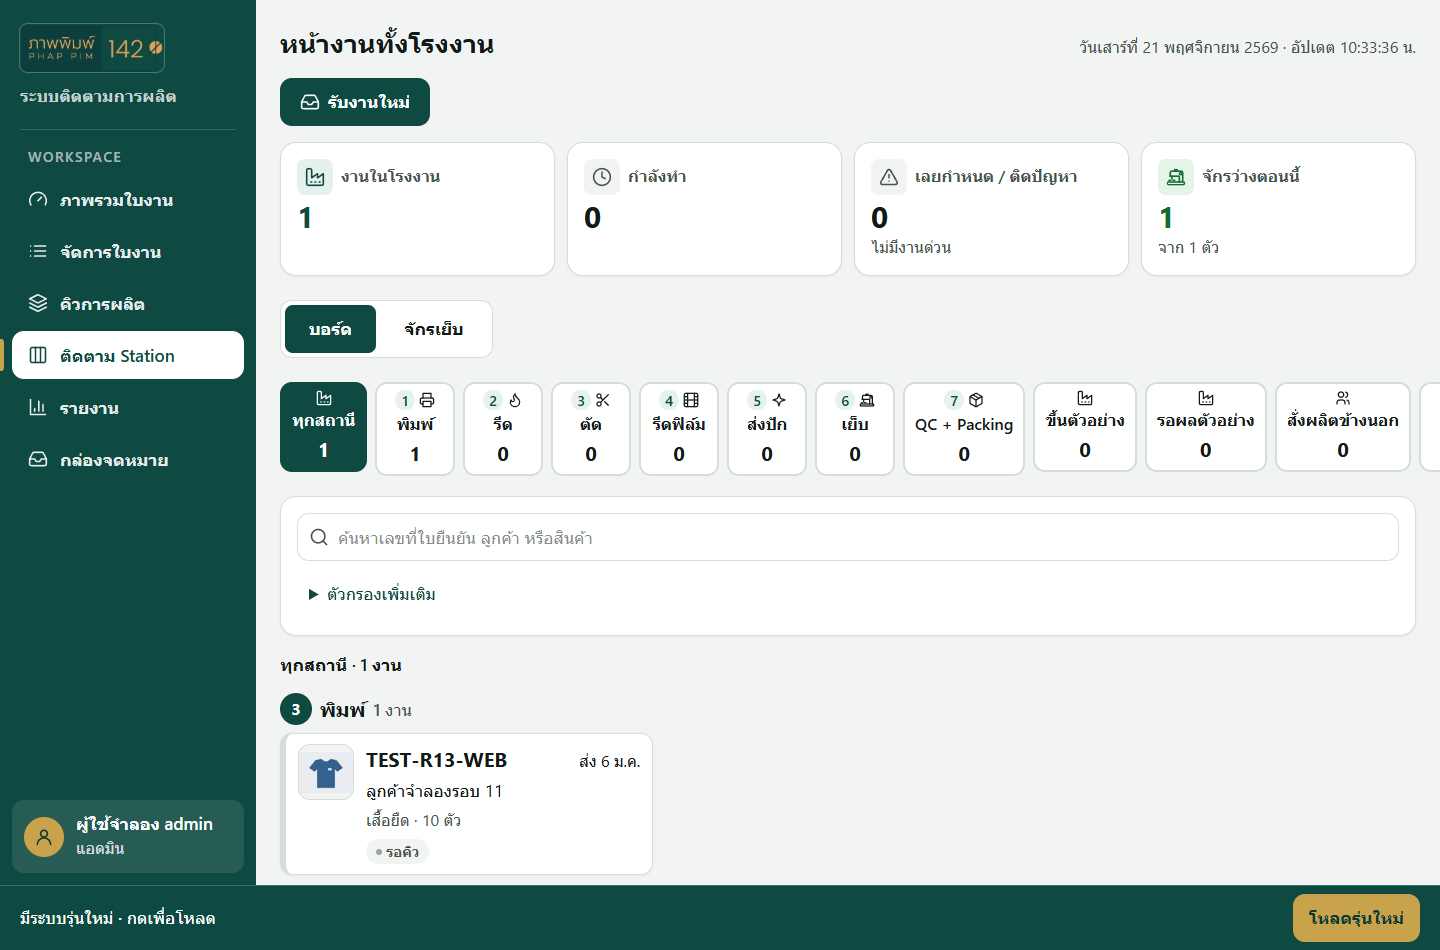 ภาพพิมพ์ 142
PHAP PIM
ระบบติดตามการผลิต
WORKSPACE
ภาพรวมใบงาน
จัดการใบงาน
คิวการผลิต
ติดตาม Station
รายงาน
กล่องจดหมาย
ผู้ใช้จำลอง admin
แอดมิน
หน้างานทั้งโรงงาน
วันเสาร์ที่ 21 พฤศจิกายน 2569 · อัปเดต 10:33:36 น.
รับงานใหม่
งานในโรงงาน
1
กำลังทำ
0
เลยกำหนด / ติดปัญหา
0
ไม่มีงานด่วน
จักรว่างตอนนี้
1
จาก 1 ตัว
บอร์ด
จักรเย็บ
ทุกสถานี
1
1
พิมพ์
1
2
รีด
0
3
ตัด
0
4
รีดฟิล์ม
0
5
ส่งปัก
0
6
เย็บ
0
7
QC + Packing
0
ขึ้นตัวอย่าง
0
รอผลตัวอย่าง
0
สั่งผลิตข้างนอก
0
ค้นหาเลขที่ใบยืนยัน ลูกค้า หรือสินค้า
ตัวกรองเพิ่มเติม
ทุกสถานี · 1 งาน
3 พิมพ์ 1 งาน
TEST-R13-WEB
ส่ง 6 ม.ค.
ลูกค้าจำลองรอบ 11
เสื้อยืด · 10 ตัว
รอคิว
มีระบบรุ่นใหม่ · กดเพื่อโหลด
โหลดรุ่นใหม่